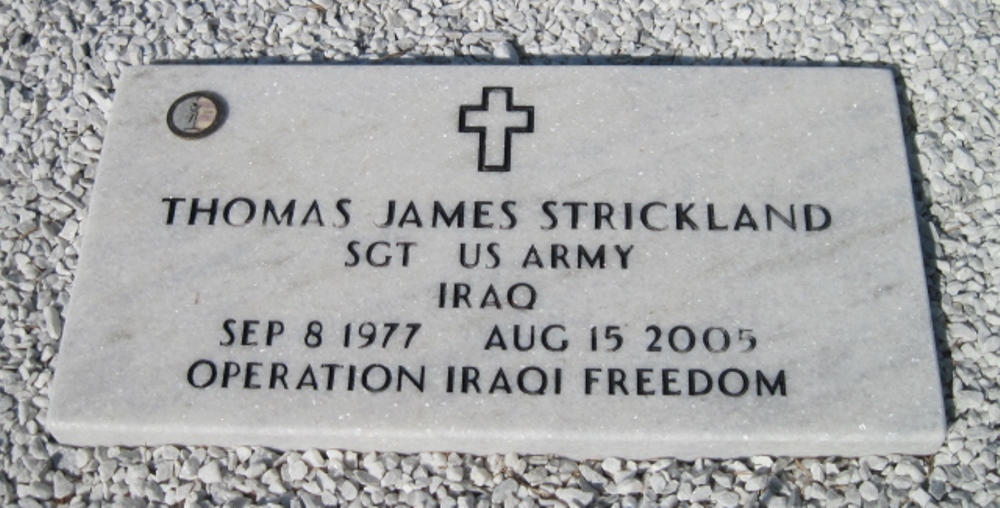 THOMAS JAMES STRICKLAND
SGT US ARMY
IRAQ
SEP 8 1977 AUG 15 2005
OPERATION IRAQI FREEDOM